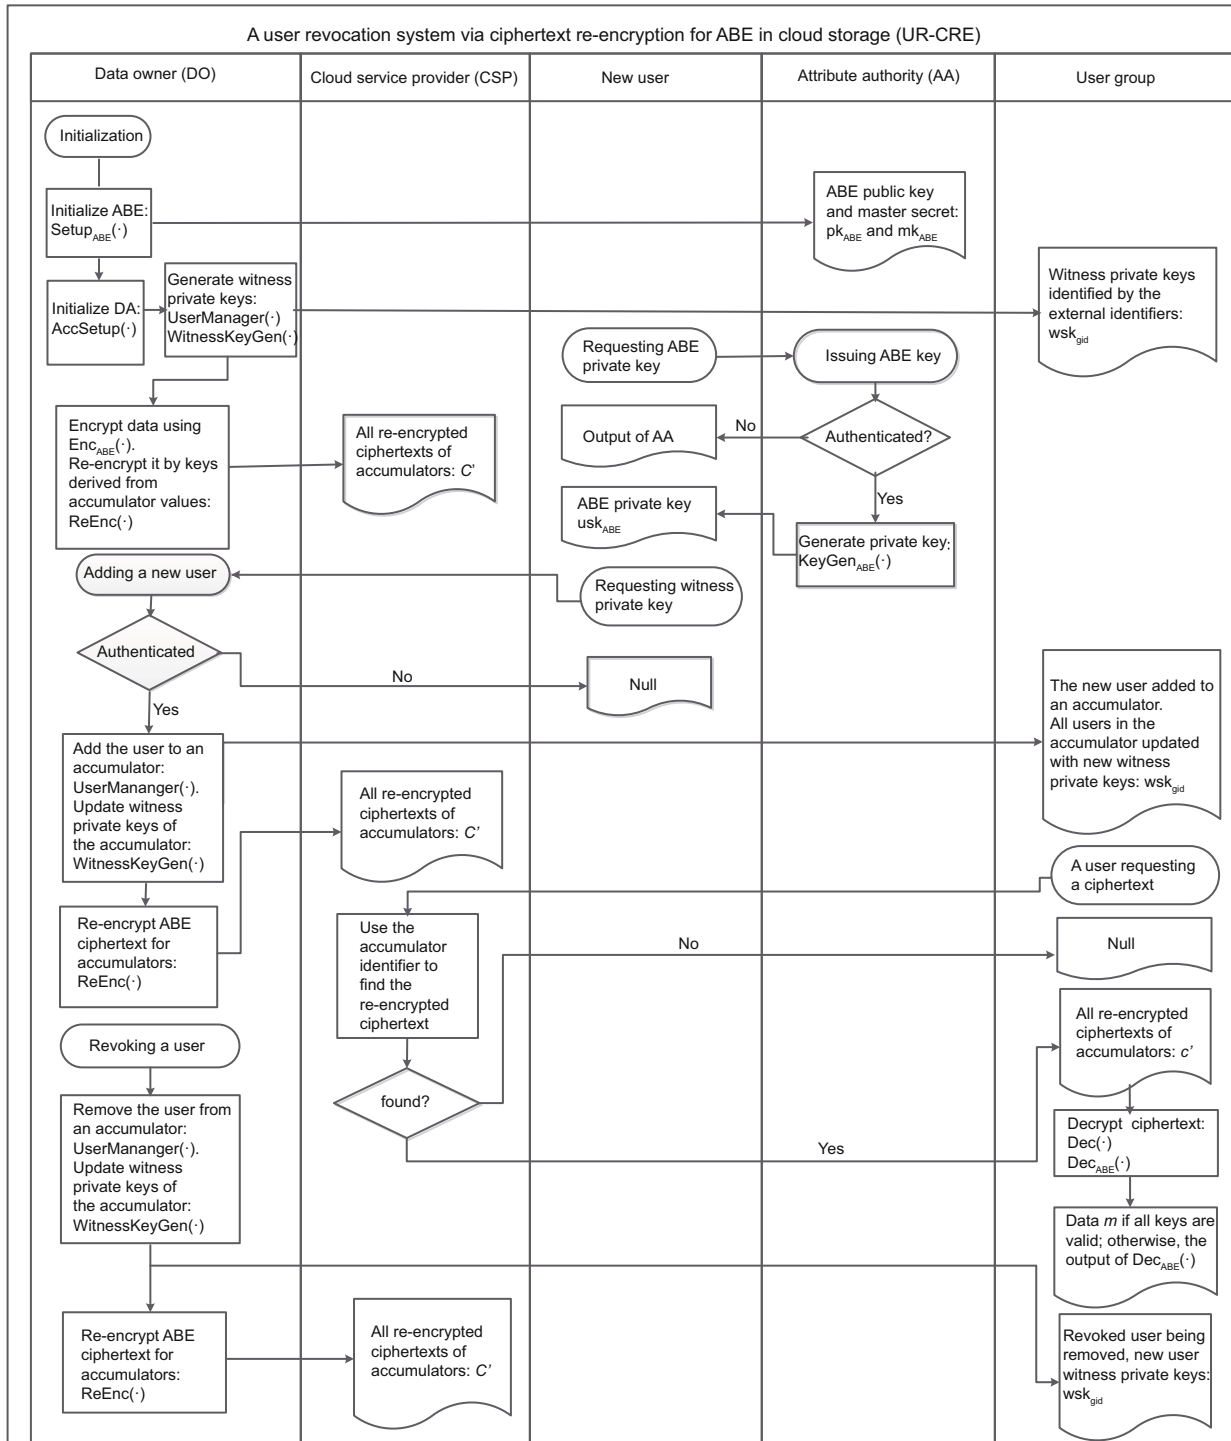 A user revocation system via ciphertext re-encryption for ABE in cloud storage (UR-CRE)
Data owner (DO)
Cloud service provider (CSP)
New user
Attribute authority (AA)
User group
Initialization
Initialize ABE:
Setup_ABE(·)
ABE public key
and master secret:
pk_ABE and mk_ABE
Initialize DA:
AccSetup(·)
Generate witness
private keys:
UserManager(·)
WitnessKeyGen(·)
Witness private keys
identified by the
external identifiers:
wsk_gid
Requesting ABE
private key
Issuing ABE key
Encrypt data using
Enc_ABE(·).
Re-encrypt it by keys
derived from
accumulator values:
ReEnc(·)
All re-encrypted
ciphertexts of
accumulators: C'
Output of AA
No
Authenticated?
Yes
ABE private key
usk_ABE
Generate private key:
KeyGen_ABE(·)
Adding a new user
Requesting witness
private key
Authenticated
No
Null
Yes
The new user added to
an accumulator.
All users in the
accumulator updated
with new witness
private keys: wsk_gid
Add the user to an
accumulator:
UserMananger(·).
Update witness
private keys of
the accumulator:
WitnessKeyGen(·)
All re-encrypted
ciphertexts of
accumulators: C'
A user requesting
a ciphertext
Re-encrypt ABE
ciphertext for
accumulators:
ReEnc(·)
Use the
accumulator
identifier to
find the
re-encrypted
ciphertext
No
Null
All re-encrypted
ciphertexts of
accumulators: c'
Revoking a user
found?
Yes
Remove the user from
an accumulator:
UserMananger(·).
Update witness
private keys of
the accumulator:
WitnessKeyGen(·)
Decrypt ciphertext:
Dec(·)
Dec_ABE(·)
Data m if all keys are
valid; otherwise, the
output of Dec_ABE(·)
Re-encrypt ABE
ciphertext for
accumulators:
ReEnc(·)
All re-encrypted
ciphertexts of
accumulators: C'
Revoked user being
removed, new user
witness private keys:
wsk_gid